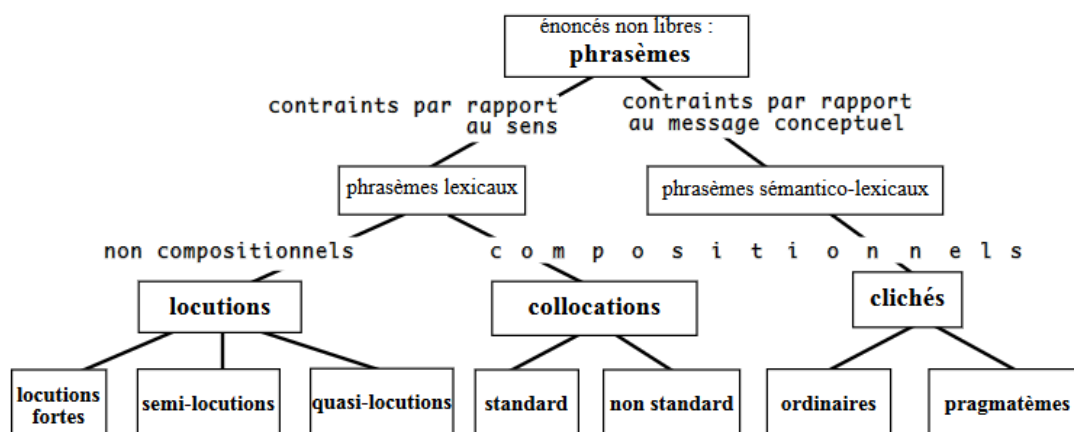 énoncés non libres :
phrasèmes
contraints par rapport
au sens
contraints par rapport
au message conceptuel
phrasèmes lexicaux
phrasèmes sémantico-lexicaux
non compositionnels
c o m p o s i t i o n n e l s
locutions
collocations
clichés
locutions
fortes
semi-locutions
quasi-locutions
standard
non standard
ordinaires
pragmatèmes